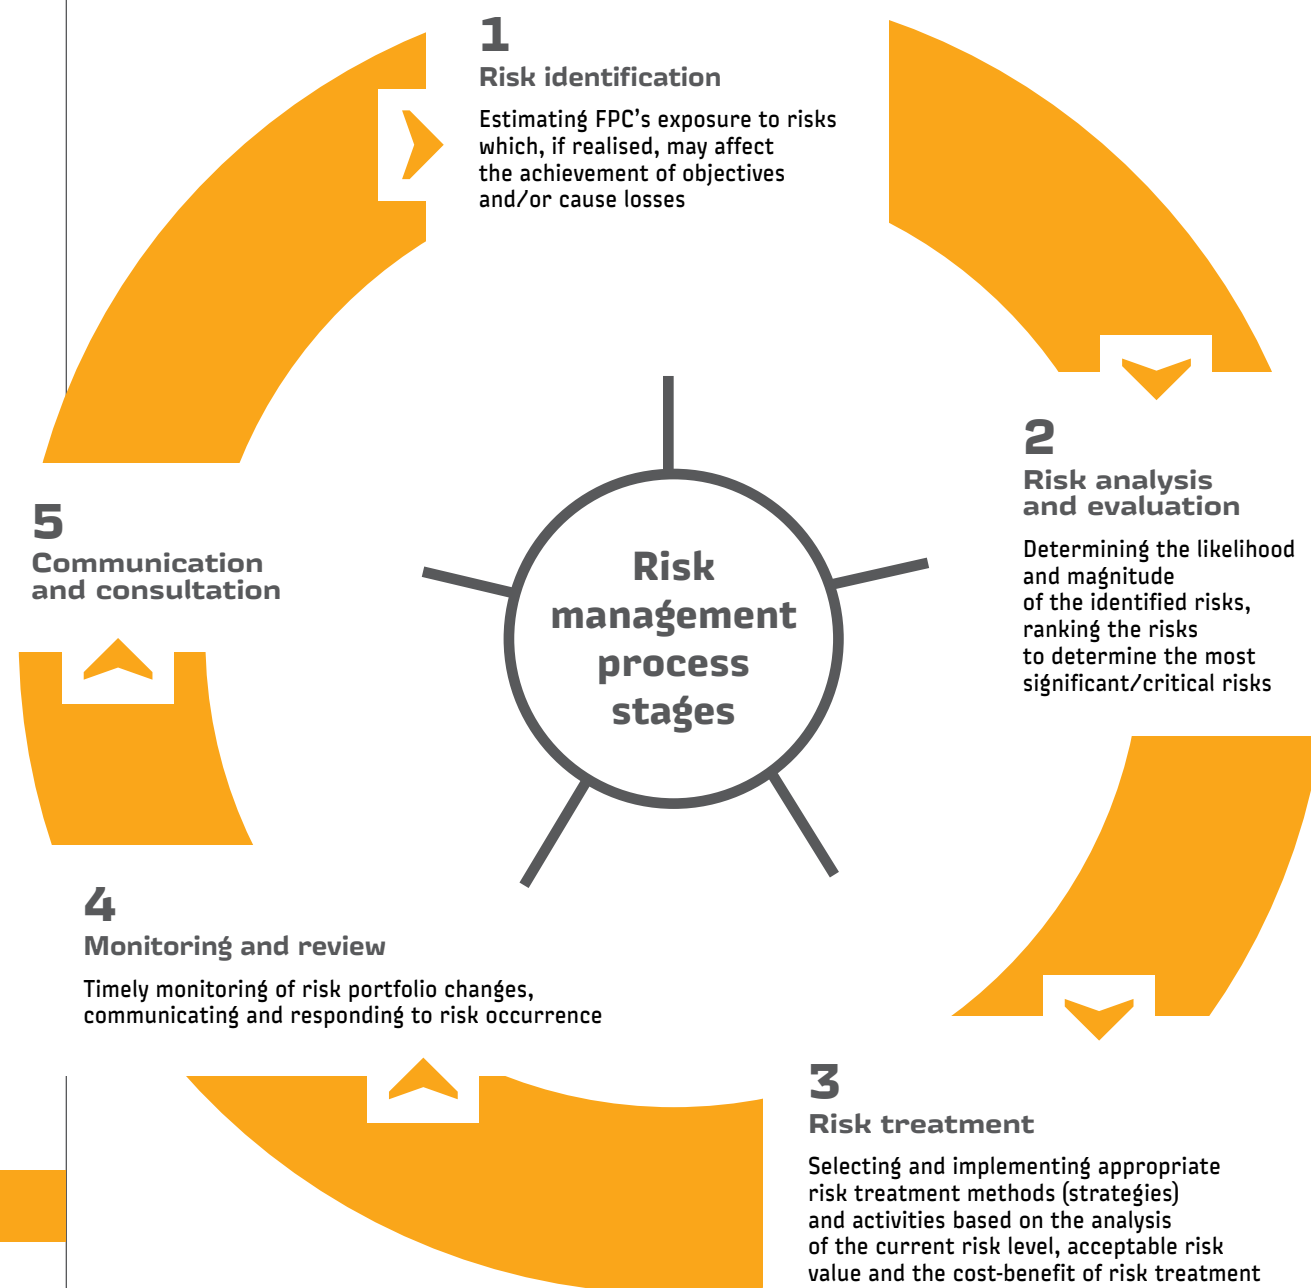 1
Risk identification
Estimating FPC's exposure to risks
which, if realised, may affect
the achievement of objectives
and/or cause losses
2
Risk analysis
and evaluation
Determining the likelihood
and magnitude
of the identified risks,
ranking the risks
to determine the most
significant/critical risks
3
Risk treatment
Selecting and implementing appropriate
risk treatment methods (strategies)
and activities based on the analysis
of the current risk level, acceptable risk
value and the cost-benefit of risk treatment
4
Monitoring and review
Timely monitoring of risk portfolio changes,
communicating and responding to risk occurrence
5
Communication
and consultation
Risk
management
process
stages